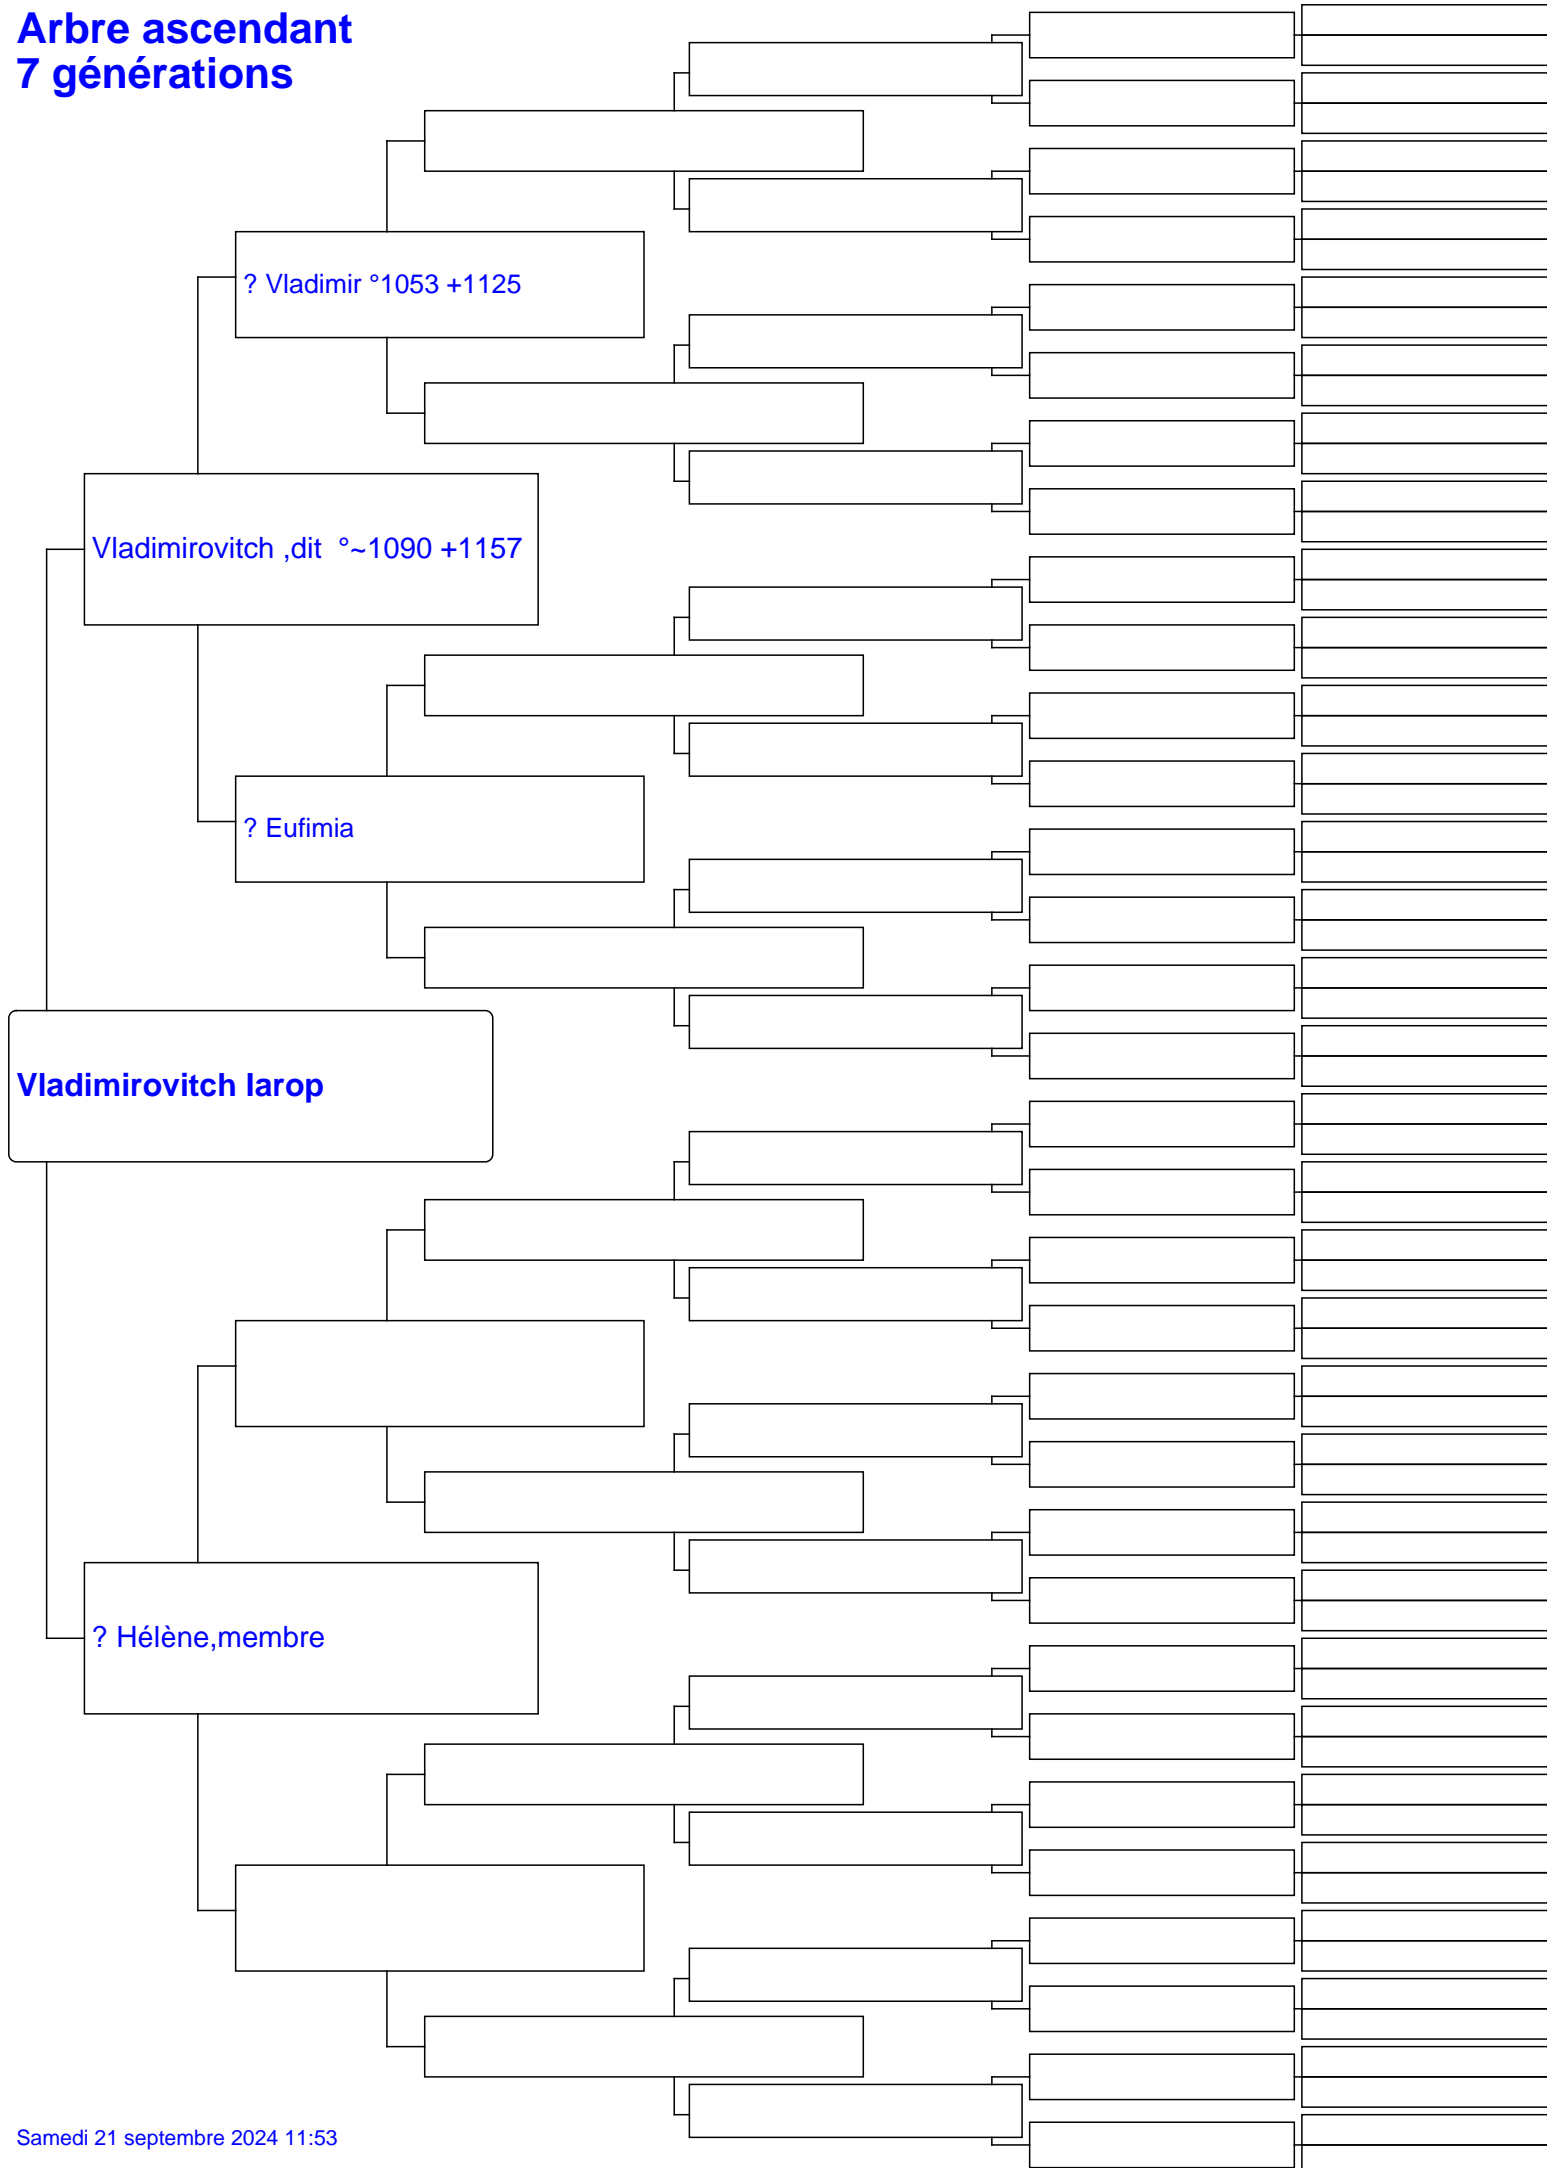 Arbre ascendant
7 générations
? Vladimir °1053 +1125
Vladimirovitch ,dit  °~1090 +1157
? Eufimia
Vladimirovitch Iarop
? Hélène,membre
Samedi 21 septembre 2024 11:53